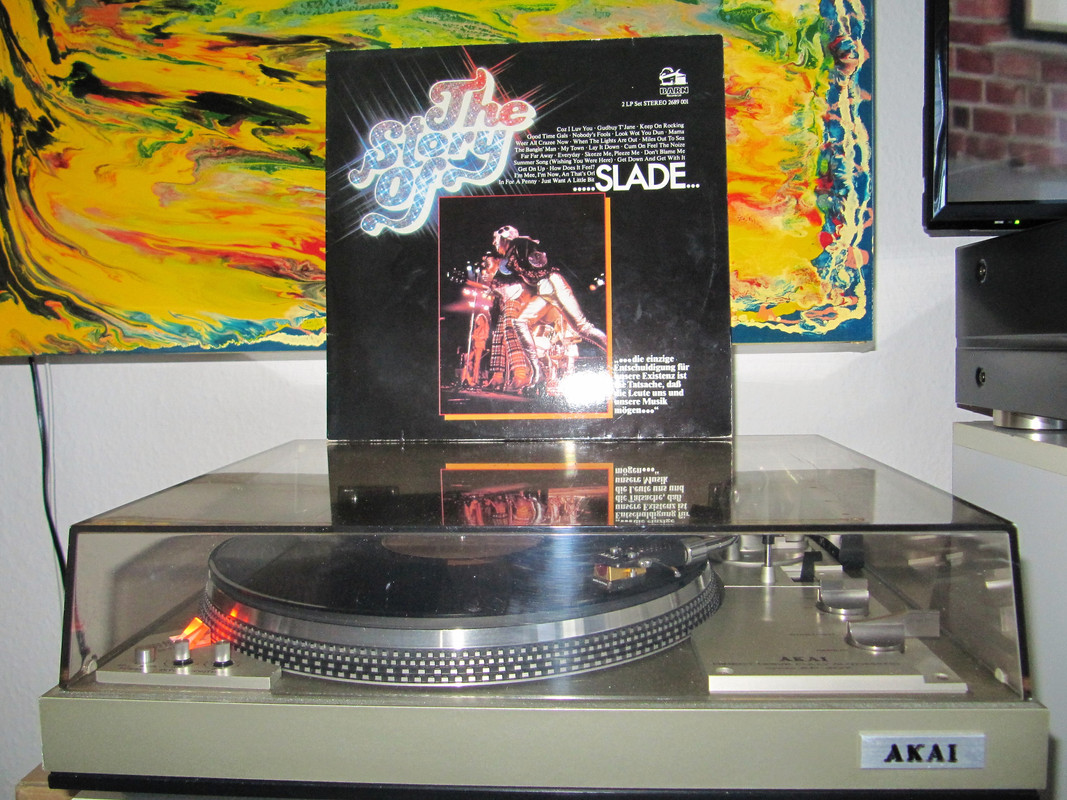 The
Story
Of
BARN
2 LP Set STEREO 2689 001
Coz I Luv You · Gudbuy T'Jane · Keep On Rocking
Good Time Gals · Nobody's Fools · Look Wot You Dun · Mama
Weer All Crazee Now · When The Lights Are Out · Miles Out To Sea
The Bangin' Man · My Town · Lay It Down · Cum On Feel The Noize
Far Far Away · Everyday · Skeeze Me, Pleeze Me · Don't Blame Me
Summer Song (Wishing You Were Here) · Get Down And Get With It
Get On Up · How Does It Feel?
I'm Mee, I'm Now, An That's Orl
In For A Penny · Just Want A Little Bit
.....SLADE...
„...die einzige
Entschuldigung für
unsere Existenz ist
die Tatsache, daß
die Leute uns und
unsere Musik
mögen..."
AKAI
AKAI